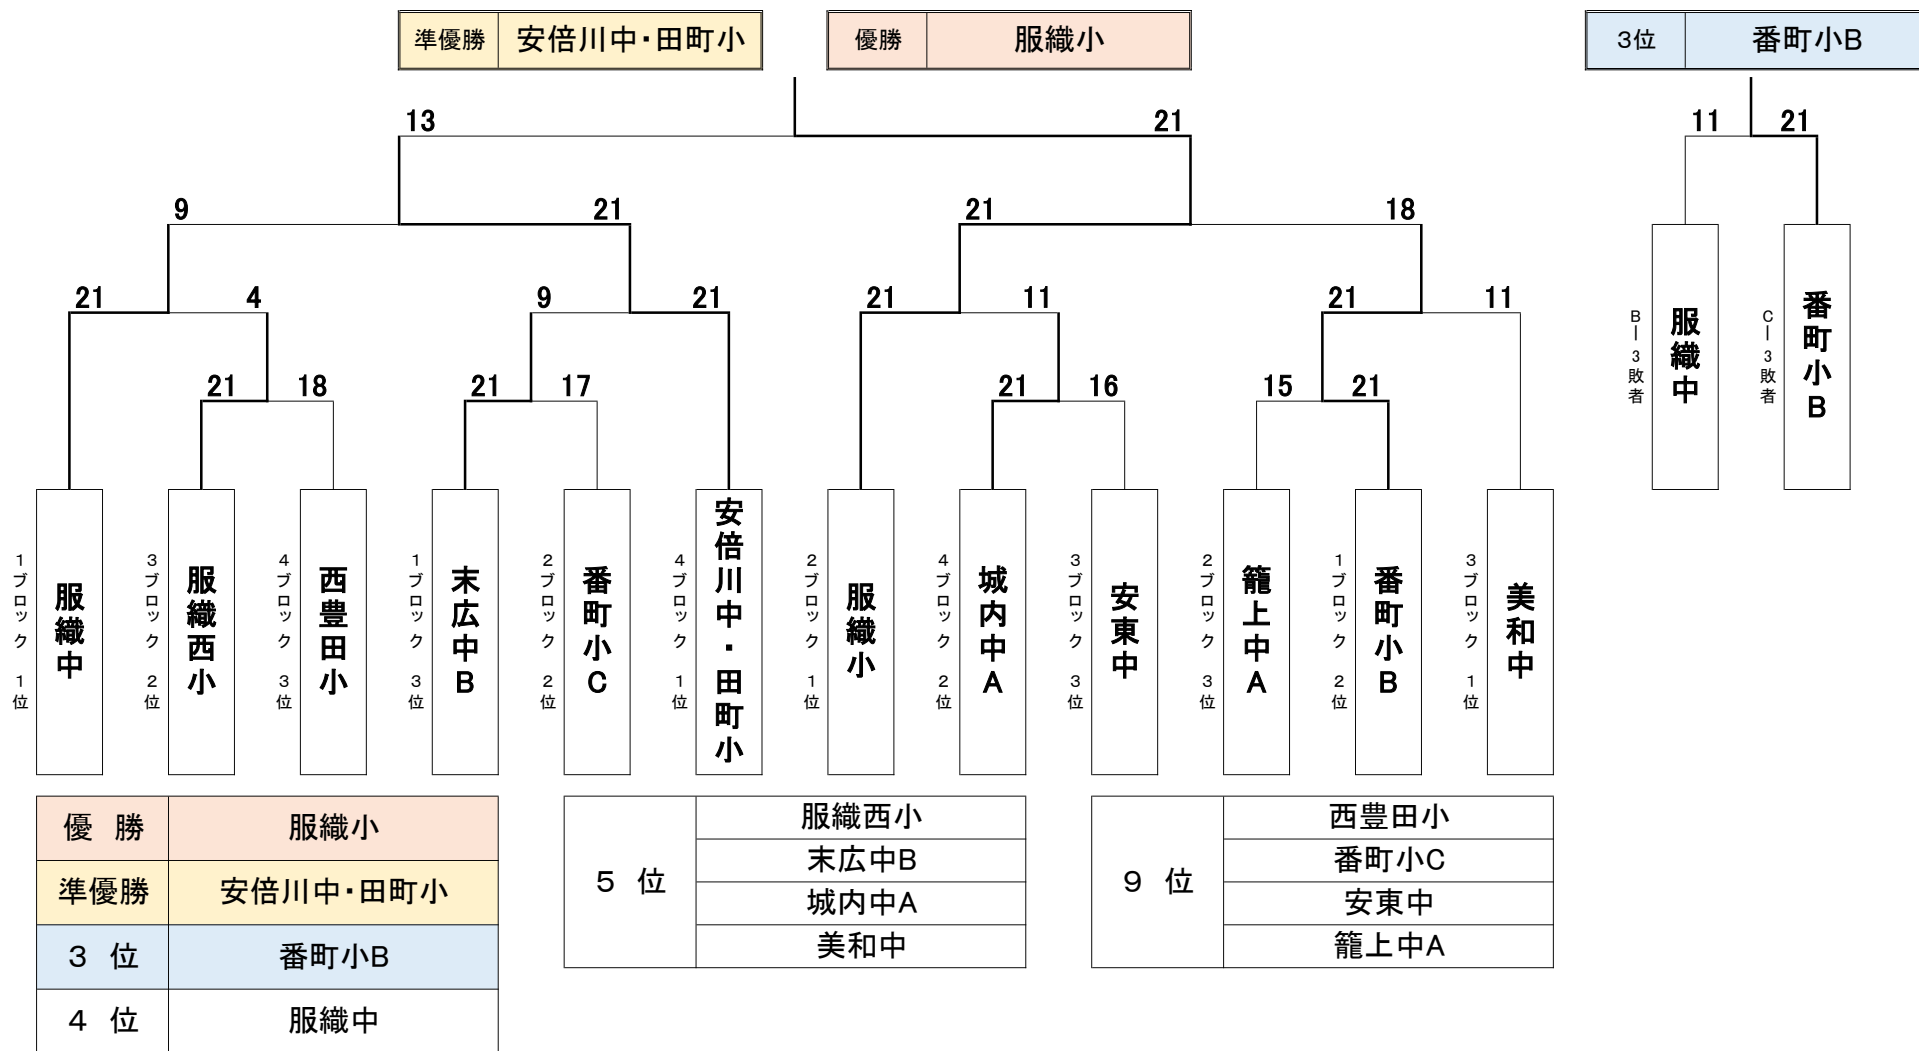 準優勝 安倍川中・田町小
優勝 服織小
3位 番町小B
13 21
11 21
9 21 21 18
21 4 9 21 21 11 21 11
21 18 21 17 21 16 15 21
B－3敗者
服織中
C－3敗者
番町小B
1ブロック 1位
服織中
3ブロック 2位
服織西小
4ブロック 3位
西豊田小
1ブロック 3位
末広中B
2ブロック 2位
番町小C
4ブロック 1位
安倍川中・田町小
2ブロック 1位
服織小
4ブロック 2位
城内中A
3ブロック 3位
安東中
2ブロック 3位
籠上中A
1ブロック 2位
番町小B
3ブロック 1位
美和中
優 勝 服織小
準優勝 安倍川中・田町小
3 位 番町小B
4 位 服織中
5 位
服織西小
末広中B
城内中A
美和中
9 位
西豊田小
番町小C
安東中
籠上中A